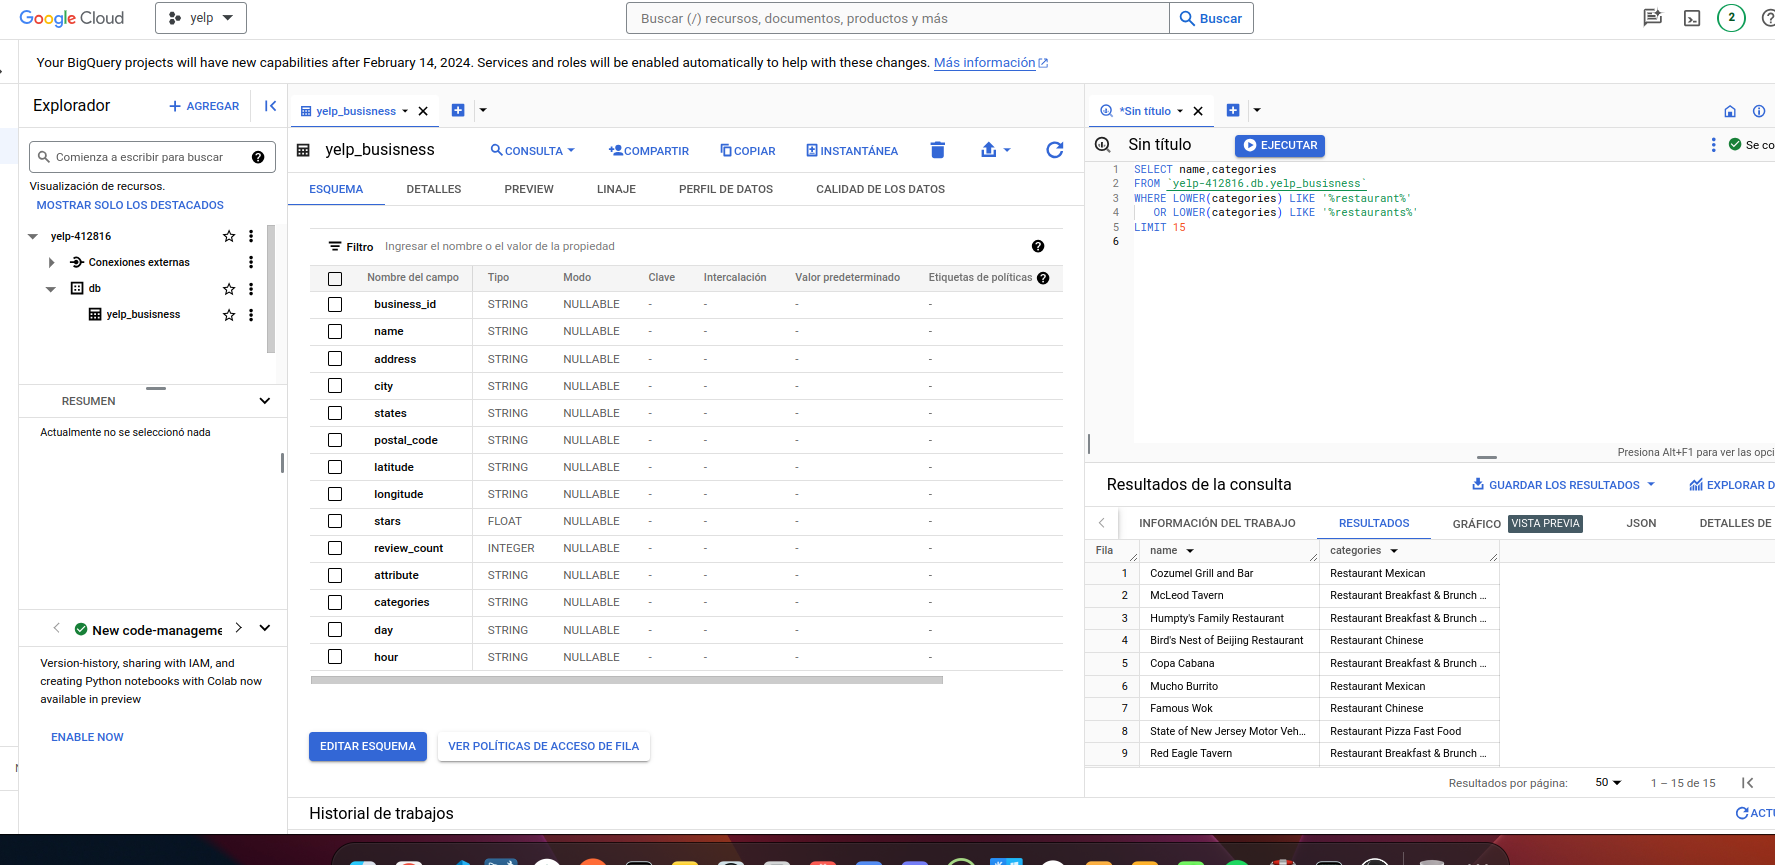 Google Cloud
yelp
Buscar (/) recursos, documentos, productos y más
Buscar
2
Your BigQuery projects will have new capabilities after February 14, 2024. Services and roles will be enabled automatically to help with these changes. Más información
Explorador
+ AGREGAR
Comienza a escribir para buscar
Visualización de recursos.
MOSTRAR SOLO LOS DESTACADOS
yelp-412816
Conexiones externas
db
yelp_busisness
RESUMEN
Actualmente no se seleccionó nada
New code-manageme
Version-history, sharing with IAM, and
creating Python notebooks with Colab now
available in preview
ENABLE NOW
yelp_busisness
yelp_busisness
CONSULTA
COMPARTIR
COPIAR
INSTANTÁNEA
ESQUEMA DETALLES PREVIEW LINAJE PERFIL DE DATOS CALIDAD DE LOS DATOS
Filtro Ingresar el nombre o el valor de la propiedad
Nombre del campo Tipo Modo Clave Intercalación Valor predeterminado Etiquetas de políticas
business_id STRING NULLABLE - - - -
name STRING NULLABLE - - - -
address STRING NULLABLE - - - -
city STRING NULLABLE - - - -
states STRING NULLABLE - - - -
postal_code STRING NULLABLE - - - -
latitude STRING NULLABLE - - - -
longitude STRING NULLABLE - - - -
stars FLOAT NULLABLE - - - -
review_count INTEGER NULLABLE - - - -
attribute STRING NULLABLE - - - -
categories STRING NULLABLE - - - -
day STRING NULLABLE - - - -
hour STRING NULLABLE - - - -
EDITAR ESQUEMA
VER POLÍTICAS DE ACCESO DE FILA
Historial de trabajos
*Sin título
Sin título
EJECUTAR
Se co
1 SELECT name,categories
2 FROM `yelp-412816.db.yelp_busisness`
3 WHERE LOWER(categories) LIKE '%restaurant%'
4 OR LOWER(categories) LIKE '%restaurants%'
5 LIMIT 15
6
Presiona Alt+F1 para ver las opci
Resultados de la consulta
GUARDAR LOS RESULTADOS
EXPLORAR D
INFORMACIÓN DEL TRABAJO RESULTADOS GRÁFICO VISTA PREVIA JSON DETALLES DE
Fila name categories
1 Cozumel Grill and Bar Restaurant Mexican
2 McLeod Tavern Restaurant Breakfast & Brunch ...
3 Humpty's Family Restaurant Restaurant Breakfast & Brunch ...
4 Bird's Nest of Beijing Restaurant Restaurant Chinese
5 Copa Cabana Restaurant Breakfast & Brunch ...
6 Mucho Burrito Restaurant Mexican
7 Famous Wok Restaurant Chinese
8 State of New Jersey Motor Veh... Restaurant Pizza Fast Food
9 Red Eagle Tavern Restaurant Breakfast & Brunch ...
Resultados por página: 50 1 – 15 de 15
ACTU